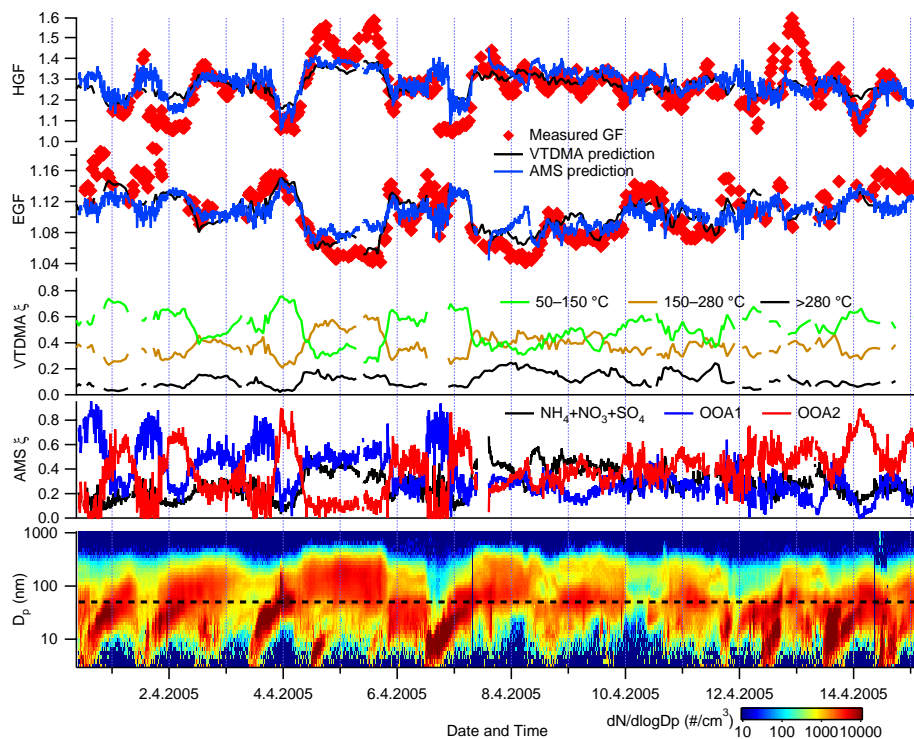 1.6
1.5
1.4
1.3
1.2
1.1
1.0
HGF
Measured GF
VTDMA prediction
AMS prediction
1.16
1.12
1.08
1.04
EGF
0.8
0.6
0.4
0.2
0.0
VTDMA ξ
50–150 °C
150–280 °C
>280 °C
0.8
0.6
0.4
0.2
0.0
AMS ξ
NH₄+NO₃+SO₄
OOA1
OOA2
1000
100
10
Dₚ (nm)
2.4.2005
4.4.2005
6.4.2005
8.4.2005
10.4.2005
12.4.2005
14.4.2005
Date and Time
dN/dlogDp (#/cm³)
10
100
1000
10000